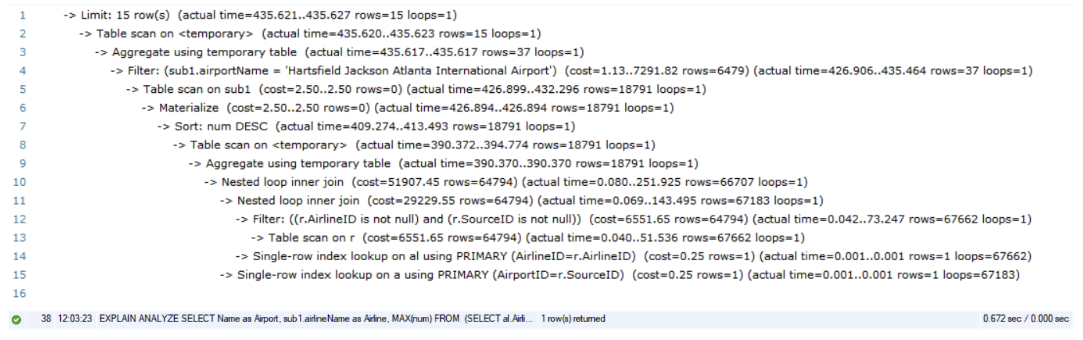 1 -> Limit: 15 row(s) (actual time=435.621..435.627 rows=15 loops=1)
2 -> Table scan on <temporary> (actual time=435.620..435.623 rows=15 loops=1)
3 -> Aggregate using temporary table (actual time=435.617..435.617 rows=37 loops=1)
4 -> Filter: (sub1.airportName = 'Hartsfield Jackson Atlanta International Airport') (cost=1.13..7291.82 rows=6479) (actual time=426.906..435.464 rows=37 loops=1)
5 -> Table scan on sub1 (cost=2.50..2.50 rows=0) (actual time=426.899..432.296 rows=18791 loops=1)
6 -> Materialize (cost=2.50..2.50 rows=0) (actual time=426.894..426.894 rows=18791 loops=1)
7 -> Sort: num DESC (actual time=409.274..413.493 rows=18791 loops=1)
8 -> Table scan on <temporary> (actual time=390.372..394.774 rows=18791 loops=1)
9 -> Aggregate using temporary table (actual time=390.370..390.370 rows=18791 loops=1)
10 -> Nested loop inner join (cost=51907.45 rows=64794) (actual time=0.080..251.925 rows=66707 loops=1)
11 -> Nested loop inner join (cost=29229.55 rows=64794) (actual time=0.069..143.495 rows=67183 loops=1)
12 -> Filter: ((r.AirlineID is not null) and (r.SourceID is not null)) (cost=6551.65 rows=64794) (actual time=0.042..73.247 rows=67662 loops=1)
13 -> Table scan on r (cost=6551.65 rows=64794) (actual time=0.040..51.536 rows=67662 loops=1)
14 -> Single-row index lookup on al using PRIMARY (AirlineID=r.AirlineID) (cost=0.25 rows=1) (actual time=0.001..0.001 rows=1 loops=67662)
15 -> Single-row index lookup on a using PRIMARY (AirportID=r.SourceID) (cost=0.25 rows=1) (actual time=0.001..0.001 rows=1 loops=67183)
16
38 12:03:23 EXPLAIN ANALYZE SELECT Name as Airport, sub1.airlineName as Airline, MAX(num) FROM (SELECT al.Airli... 1 row(s) returned 0.672 sec / 0.000 sec